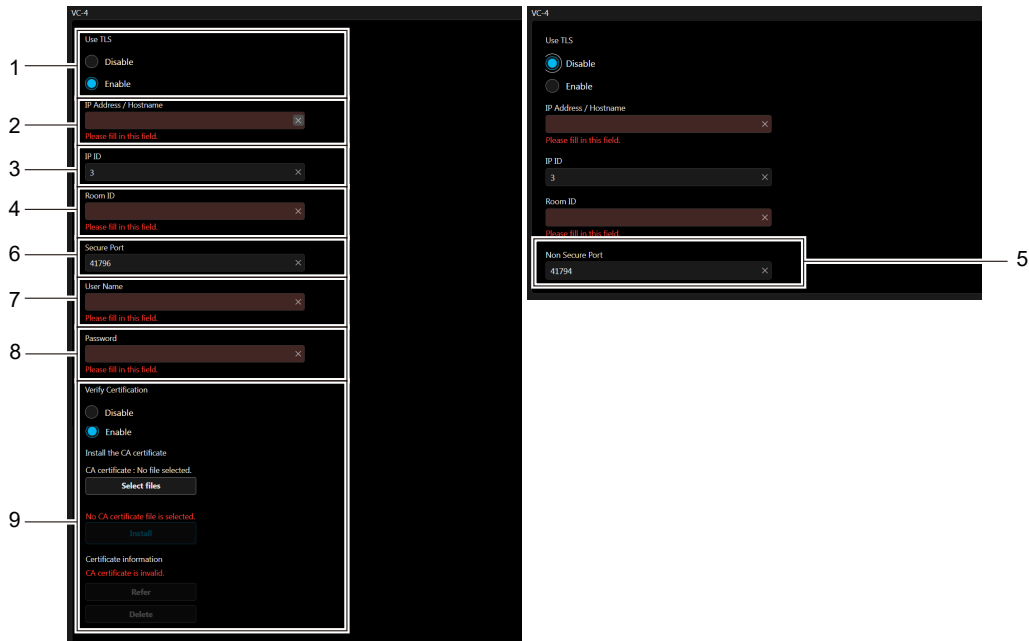 VC-4
Use TLS
Disable
Enable
1
IP Address / Hostname
2
Please fill in this field.
IP ID
3
3
Room ID
4
Please fill in this field.
Secure Port
6
41796
User Name
7
Please fill in this field.
Password
8
Please fill in this field.
Verify Certification
Disable
Enable
Install the CA certificate
CA certificate : No file selected.
Select files
9
No CA certificate file is selected.
Install
Certificate information
CA certificate is invalid.
Refer
Delete
VC-4
Use TLS
Disable
Enable
IP Address / Hostname
Please fill in this field.
IP ID
3
Room ID
Please fill in this field.
Non Secure Port
5
41794